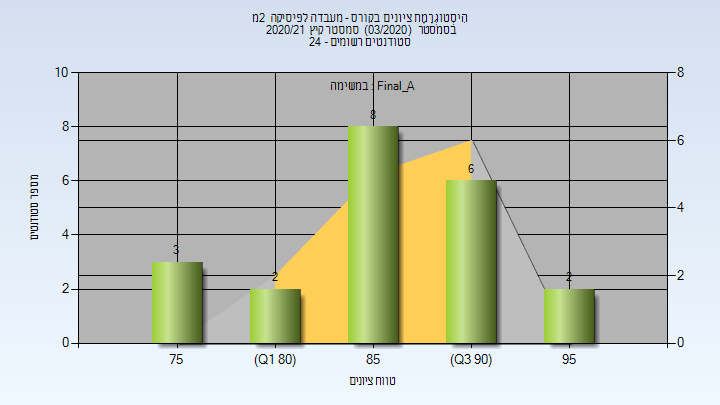 היסטוגרמת ציונים בקורס - מעבדה לפיסיקה 2מ
בסמסטר (03/2020) סמסטר קיץ 2020/21
סטודנטים רשומים - 24
במשימה : Final_A
10
8
6
4
2
0
8
6
4
2
0
3
2
8
6
2
מספר סטודנטים
75
(Q1 80)
85
(Q3 90)
95
טווח ציונים